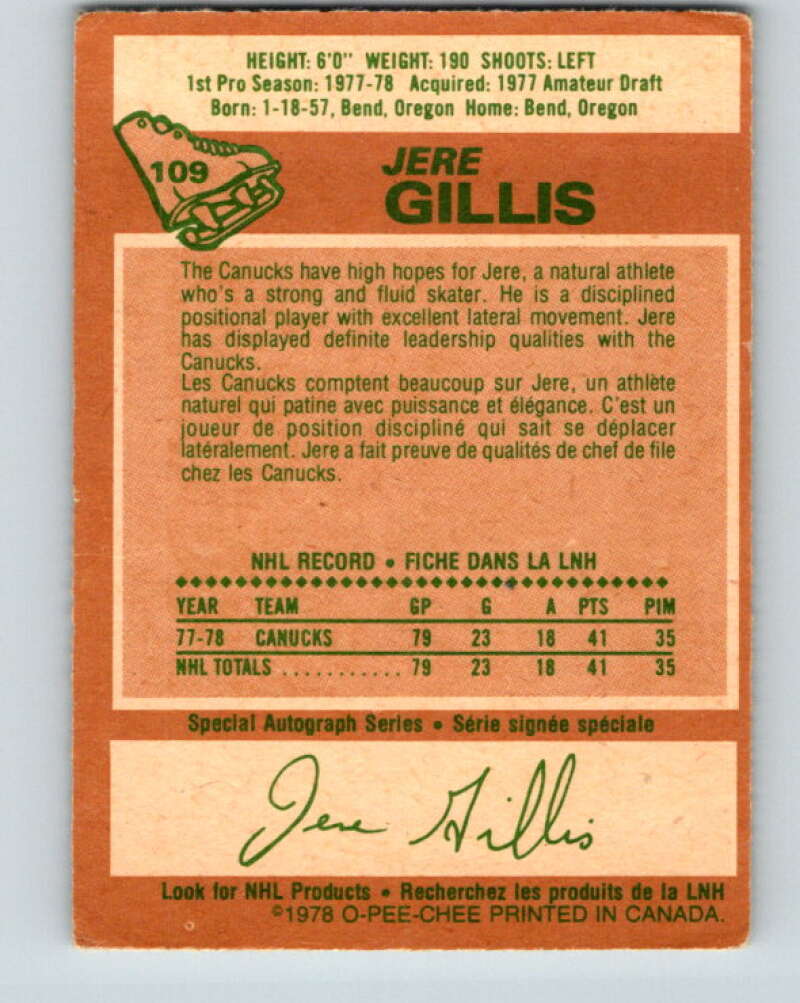 HEIGHT: 6'0" WEIGHT: 190 SHOOTS: LEFT
1st Pro Season: 1977-78 Acquired: 1977 Amateur Draft
Born: 1-18-57, Bend, Oregon Home: Bend, Oregon
109
JERE
GILLIS
The Canucks have high hopes for Jere, a natural athlete
who's a strong and fluid skater. He is a disciplined
positional player with excellent lateral movement. Jere
has displayed definite leadership qualities with the
Canucks.
Les Canucks comptent beaucoup sur Jere, un athlète
naturel qui patine avec puissance et élégance. C'est un
joueur de position discipliné qui sait se déplacer
latéralement. Jere a fait preuve de qualités de chef de file
chez les Canucks.
NHL RECORD • FICHE DANS LA LNH
YEAR TEAM GP G A PTS PIM
77-78 CANUCKS 79 23 18 41 35
NHL TOTALS ........... 79 23 18 41 35
Special Autograph Series • Série signée spéciale
Jere Gillis
Look for NHL Products • Recherchez les produits de la LNH
©1978 O-PEE-CHEE PRINTED IN CANADA.